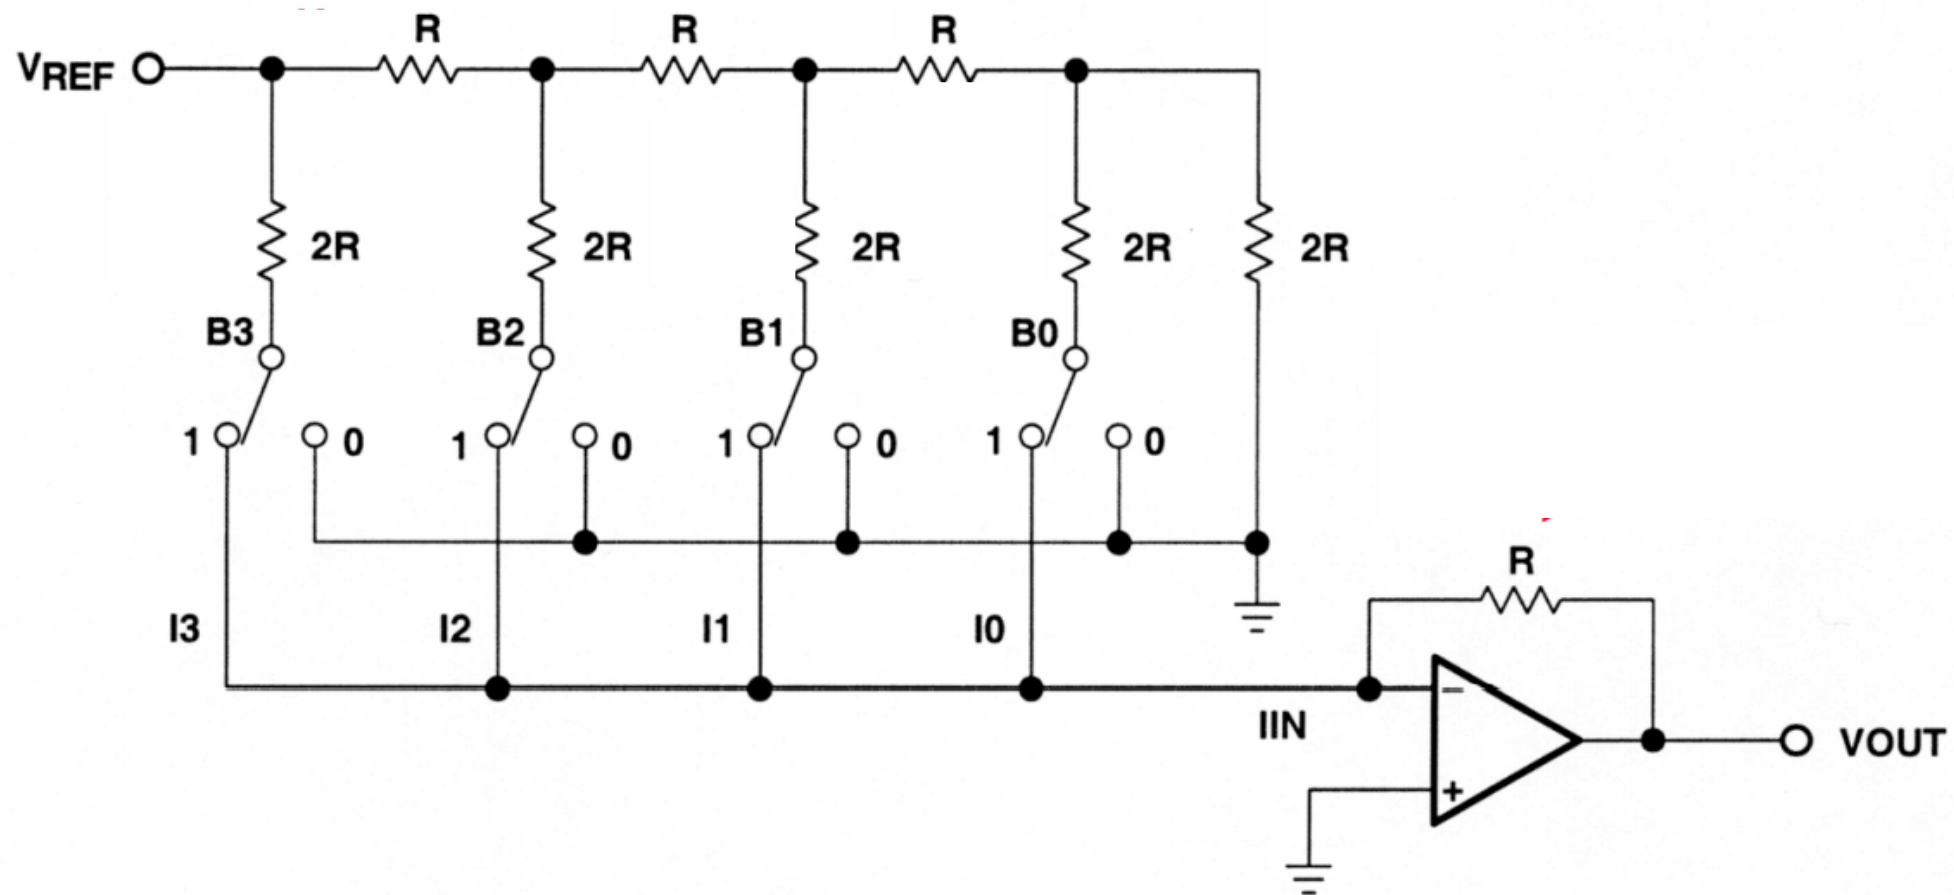 R R R
VREF
2R 2R 2R 2R 2R
B3 B2 B1 B0
1 0 1 0 1 0 1 0
R
I3 I2 I1 I0
IIN
−
VOUT
+